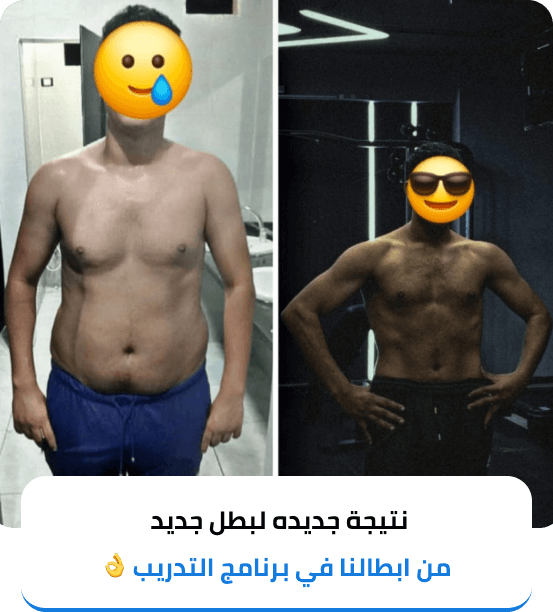 نتيجة جديده لبطل جديد
من ابطالنا في برنامج التدريب 👌